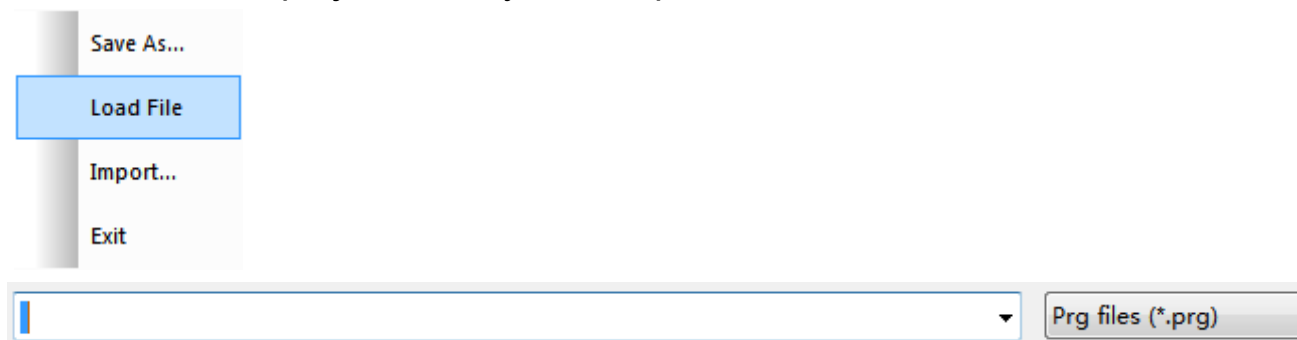 Save As...
Load File
Import...
Exit
Prg files (*.prg)